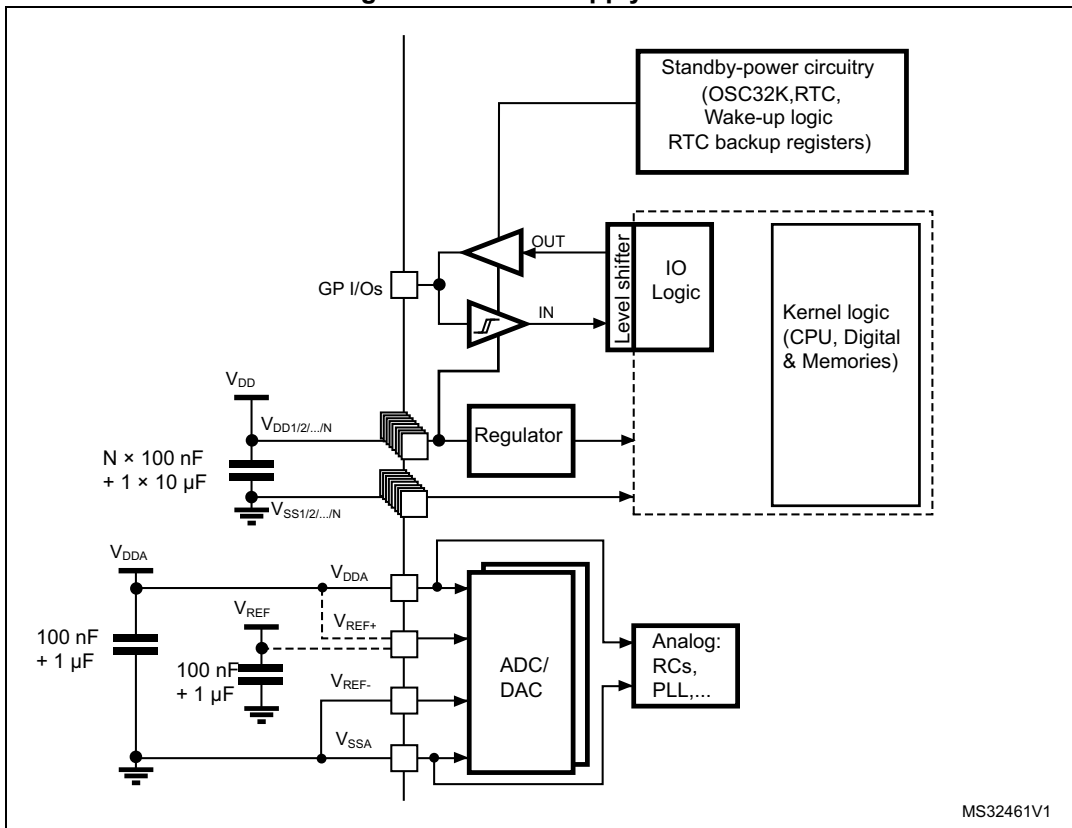 Standby-power circuitry
(OSC32K,RTC,
Wake-up logic
RTC backup registers)
OUT
GP I/Os
IN
Level shifter
IO
Logic
Kernel logic
(CPU, Digital
& Memories)
VDD
VDD1/2/.../N
Regulator
N × 100 nF
+ 1 × 10 µF
VSS1/2/.../N
VDDA
VDDA
VREF
VREF+
100 nF
+ 1 µF
100 nF
+ 1 µF
VREF-
VSSA
ADC/
DAC
Analog:
RCs,
PLL,...
MS32461V1